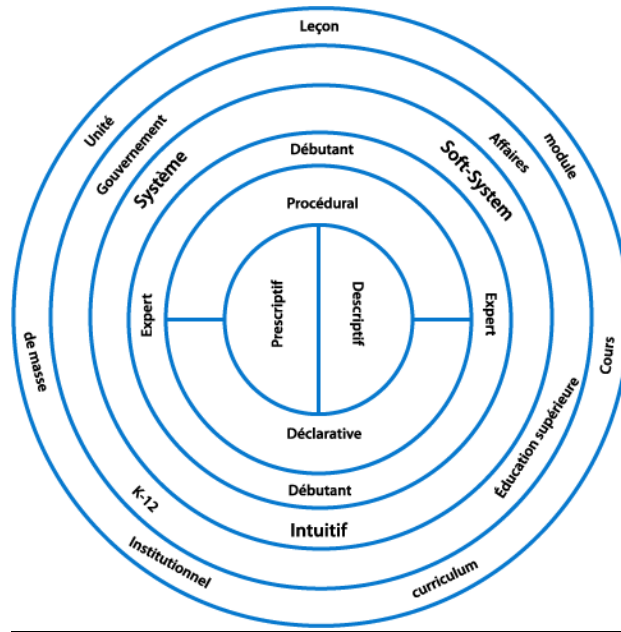 Leçon
Unité
module
Gouvernement
Affaires
Système
Soft-System
Débutant
Procédural
Expert
Prescriptif
Descriptif
Expert
de masse
Cours
Déclarative
Éducation supérieure
Débutant
K-12
Intuitif
Institutionnel
curriculum